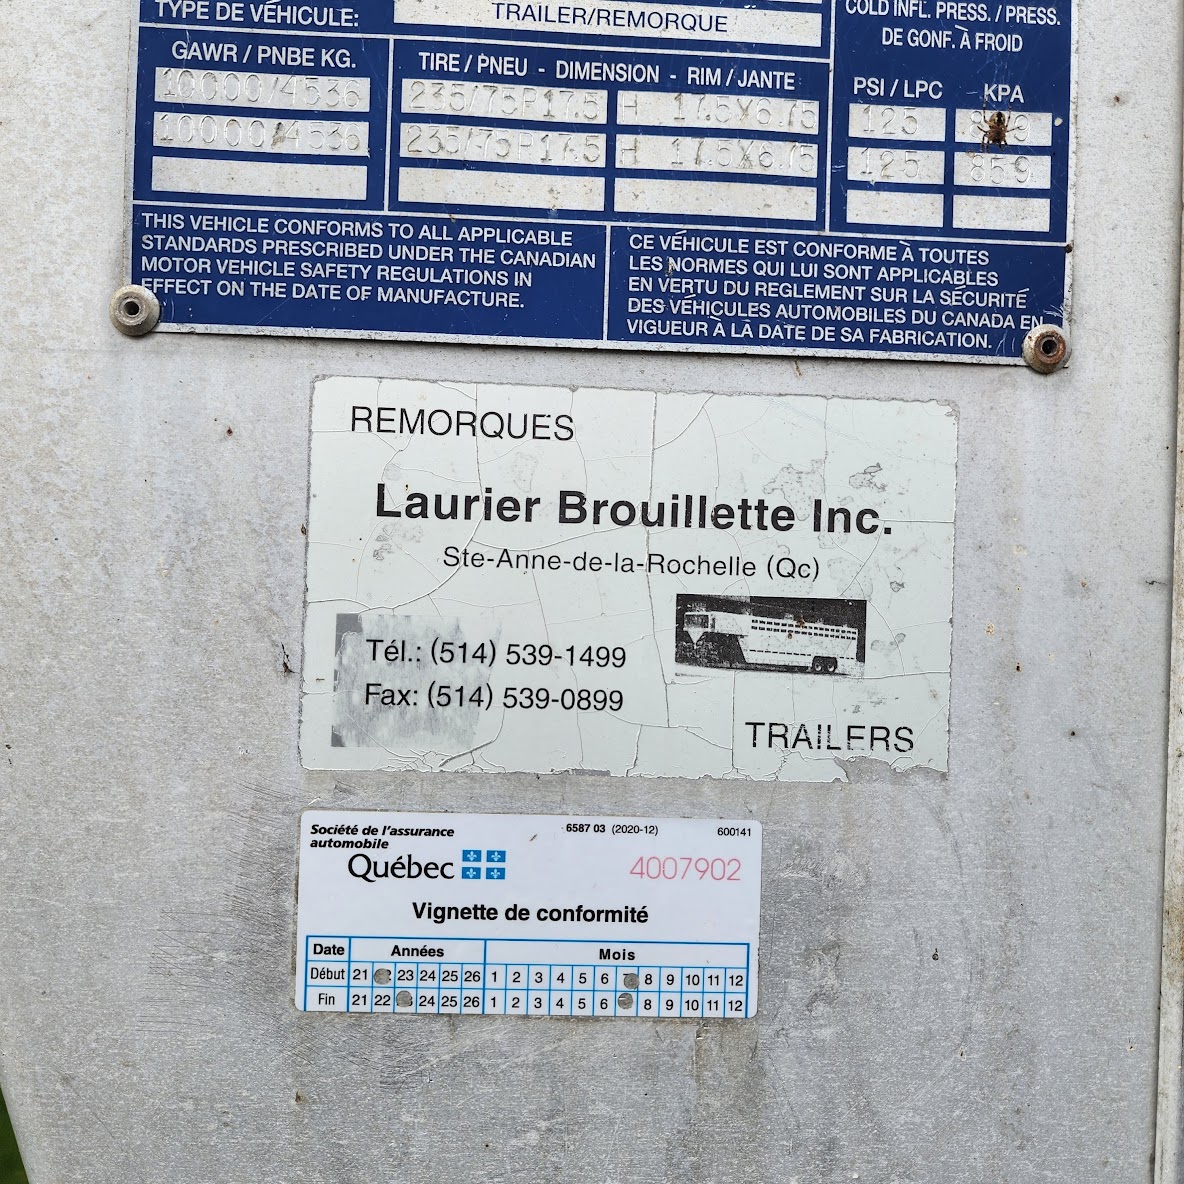 TYPE DE VÉHICULE: TRAILER/REMORQUE
COLD INFL. PRESS. / PRESS.
DE GONF. À FROID
GAWR / PNBE KG. TIRE / PNEU - DIMENSION - RIM / JANTE PSI / LPC KPA
10000/4536 235/75R17.5 H 17.5X6.75 125
10000/4536 235/75R17.5 H 17.5X6.75 125 859
THIS VEHICLE CONFORMS TO ALL APPLICABLE
STANDARDS PRESCRIBED UNDER THE CANADIAN
MOTOR VEHICLE SAFETY REGULATIONS IN
EFFECT ON THE DATE OF MANUFACTURE.
CE VÉHICULE EST CONFORME À TOUTES
LES NORMES QUI LUI SONT APPLICABLES
EN VERTU DU REGLEMENT SUR LA SÉCURITÉ
DES VÉHICULES AUTOMOBILES DU CANADA EN
VIGUEUR À LA DATE DE SA FABRICATION.
REMORQUES
Laurier Brouillette Inc.
Ste-Anne-de-la-Rochelle (Qc)
Tél.: (514) 539-1499
Fax: (514) 539-0899
TRAILERS
Société de l'assurance
automobile
Québec
6587 03 (2020-12) 600141
4007902
Vignette de conformité
Date Années Mois
Début 21 23 24 25 26 1 2 3 4 5 6 8 9 10 11 12
Fin 21 22 24 25 26 1 2 3 4 5 6 8 9 10 11 12